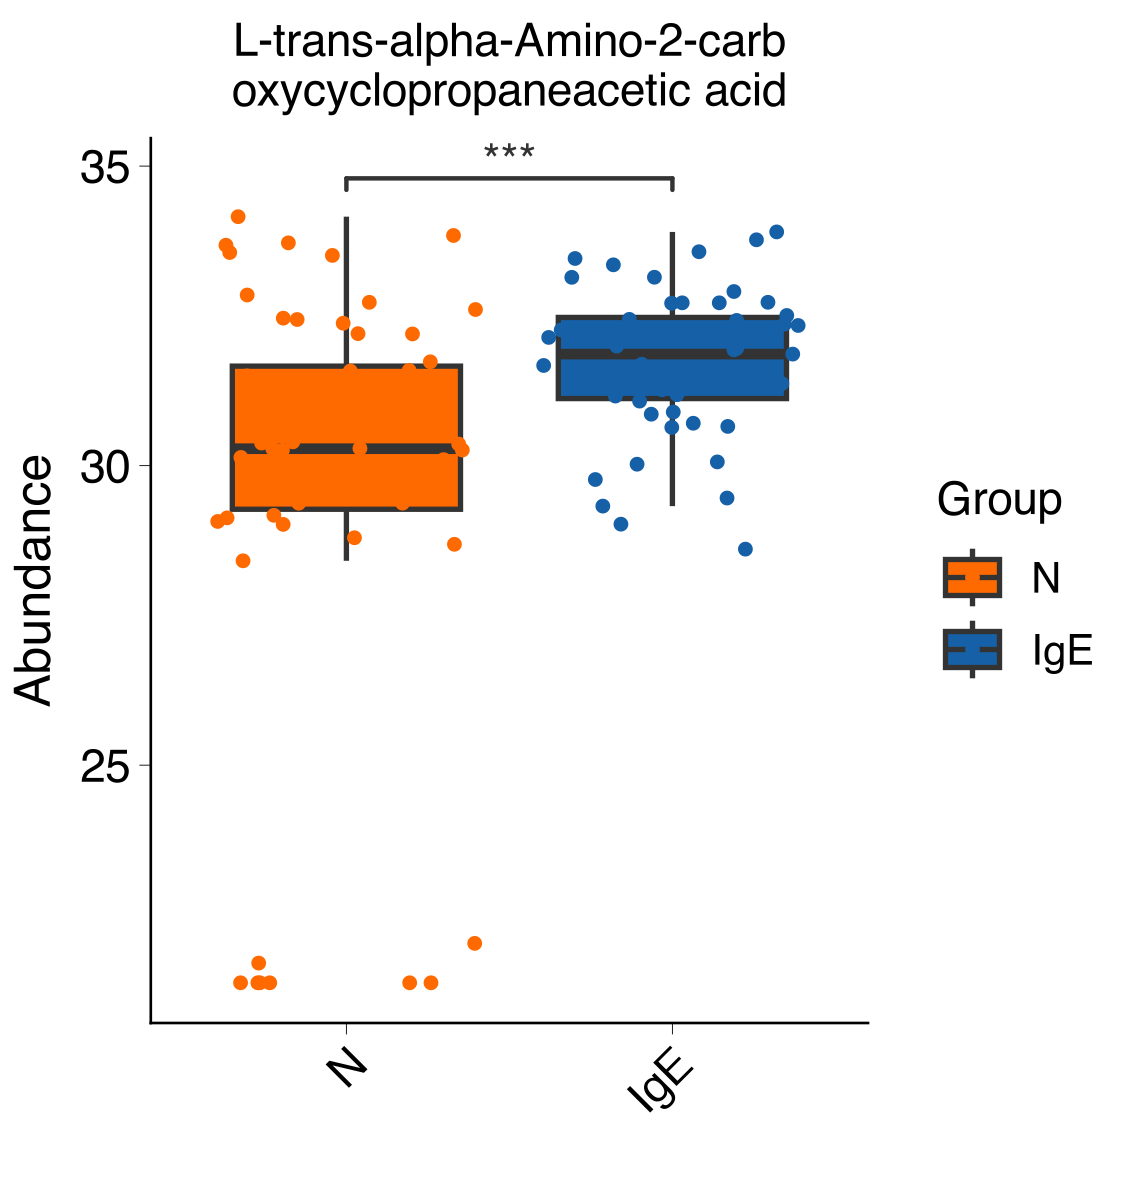 L-trans-alpha-Amino-2-carb
oxycyclopropaneacetic acid
***
35
30
25
Abundance
N
IgE
Group
N
IgE